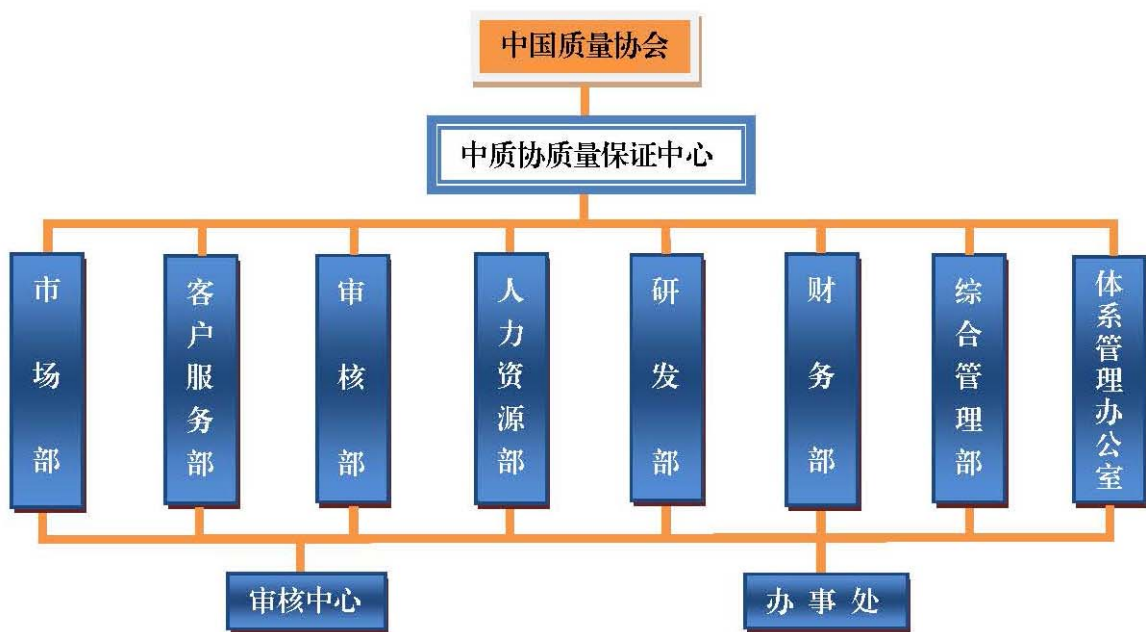 中国质量协会
中质协质量保证中心
市场部
客户服务部
审核部
人力资源部
研发部
财务部
综合管理部
体系管理办公室
审核中心
办事处